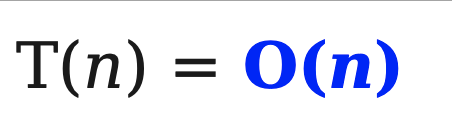 T(n) = O(n)